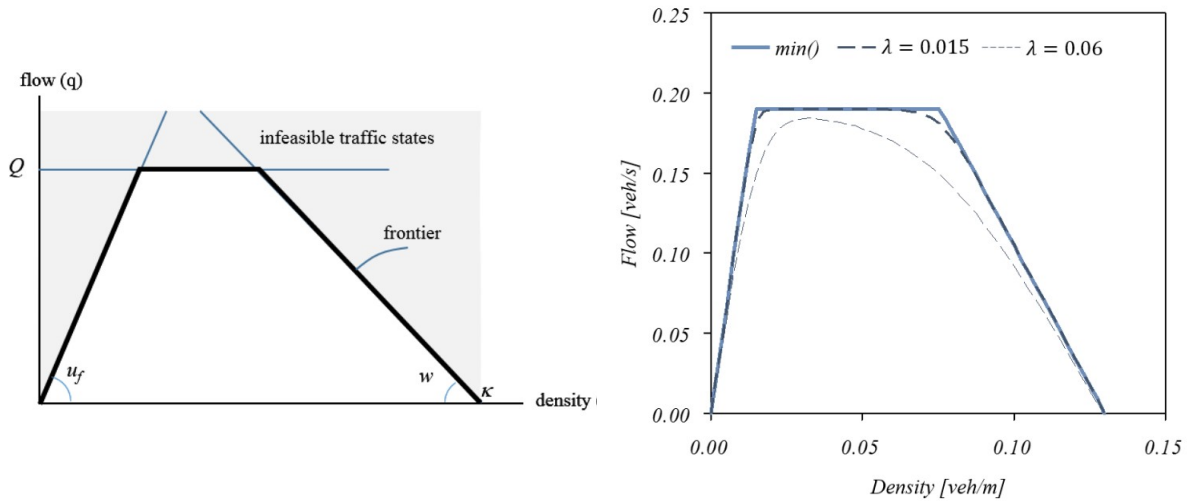 flow (q)
infeasible traffic states
Q
frontier
u_f
w
κ
density (
0.25
min()
λ = 0.015
λ = 0.06
0.20
0.15
0.10
0.05
0.00
Flow [veh/s]
0.00 0.05 0.10 0.15
Density [veh/m]